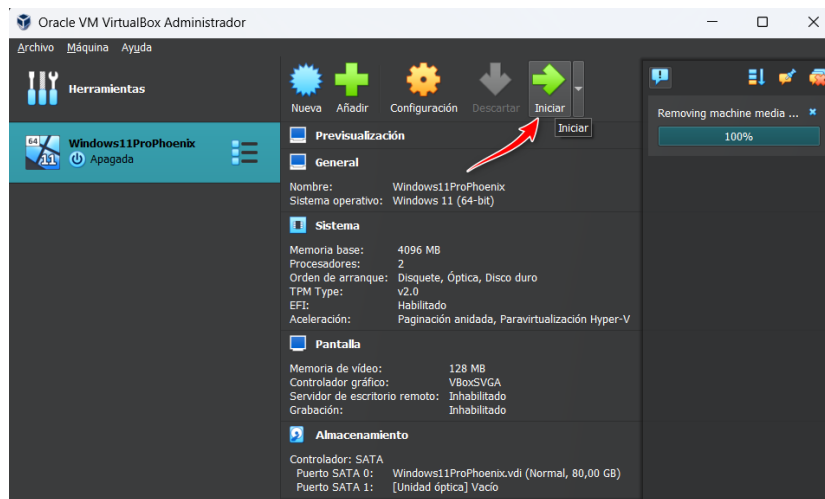 Oracle VM VirtualBox Administrador
Archivo Máquina Ayuda
Herramientas
64
11
Windows11ProPhoenix
Apagada
Nueva Añadir Configuración Descartar Iniciar
Iniciar
Previsualización
General
Nombre: Windows11ProPhoenix
Sistema operativo: Windows 11 (64-bit)
Sistema
Memoria base: 4096 MB
Procesadores: 2
Orden de arranque: Disquete, Óptica, Disco duro
TPM Type: v2.0
EFI: Habilitado
Aceleración: Paginación anidada, Paravirtualización Hyper-V
Pantalla
Memoria de vídeo: 128 MB
Controlador gráfico: VBoxSVGA
Servidor de escritorio remoto: Inhabilitado
Grabación: Inhabilitado
Almacenamiento
Controlador: SATA
Puerto SATA 0: Windows11ProPhoenix.vdi (Normal, 80,00 GB)
Puerto SATA 1: [Unidad óptica] Vacío
Removing machine media ...
100%